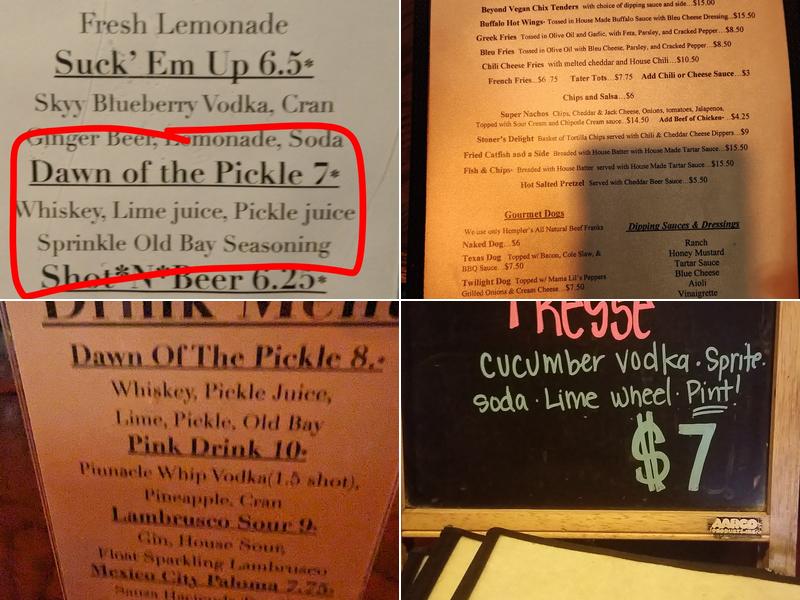 Fresh Lemonade
Suck' Em Up 6.5*
Skyy Blueberry Vodka, Cran
Ginger Beer, Lemonade, Soda
Dawn of the Pickle 7*
Whiskey, Lime juice, Pickle juice
Sprinkle Old Bay Seasoning
Shot*N*Beer 6.25*
Beyond Vegan Chix Tenders with choice of dipping sauce and side...$15.00
Buffalo Hot Wings- Tossed in House Made Buffalo Sauce with Bleu Cheese Dressing...$15.50
Greek Fries Tossed in Olive Oil and Garlic, with Feta, Parsley, and Cracked Pepper...$8.50
Bleu Fries Tossed in Olive Oil with Bleu Cheese, Parsley, and Cracked Pepper...$8.50
Chili Cheese Fries with melted cheddar and House Chili...$10.50
French Fries...$6.75 Tater Tots...$7.75 Add Chili or Cheese Sauce...$3
Chips and Salsa...$6
Super Nachos Chips, Cheddar & Jack Cheese, Onions, tomatoes, Jalapenos,
Topped with Sour Cream and Chipotle Cream sauce...$14.50 Add Beef of Chicken-...$4.25
Stoner's Delight Basket of Tortilla Chips served with Chili & Cheddar Cheese Dippers...$9
Fried Catfish and a Side Breaded with House Batter with House Made Tartar Sauce...$15.50
Fish & Chips- Breaded with House Batter served with House Made Tartar Sauce...$15.50
Hot Salted Pretzel Served with Cheddar Beer Sauce...$5.50
Gourmet Dogs
We use only Hempler's All Natural Beef Franks
Naked Dog...$6
Texas Dog Topped w/ Bacon, Cole Slaw, &
BBQ Sauce...$7.50
Twilight Dog Topped w/ Mama Lil's Peppers
Grilled Onions & Cream Cheese...$7.50
Dipping Sauces & Dressings
Ranch
Honey Mustard
Tartar Sauce
Blue Cheese
Aioli
Vinaigrette
Drink Menu
Dawn Of The Pickle 8.*
Whiskey, Pickle Juice,
Lime, Pickle, Old Bay
Pink Drink 10*
Pinnacle Whip Vodka(1.5 shot),
Pineapple, Cran
Lambrusco Sour 9*
Gin, House Sour,
Float Sparkling Lambrusco
Mexico City Paloma 7.75*
cucumber vodka • Sprite •
soda • Lime wheel • Pint!
$7
AARCO
PRODUCTS INC